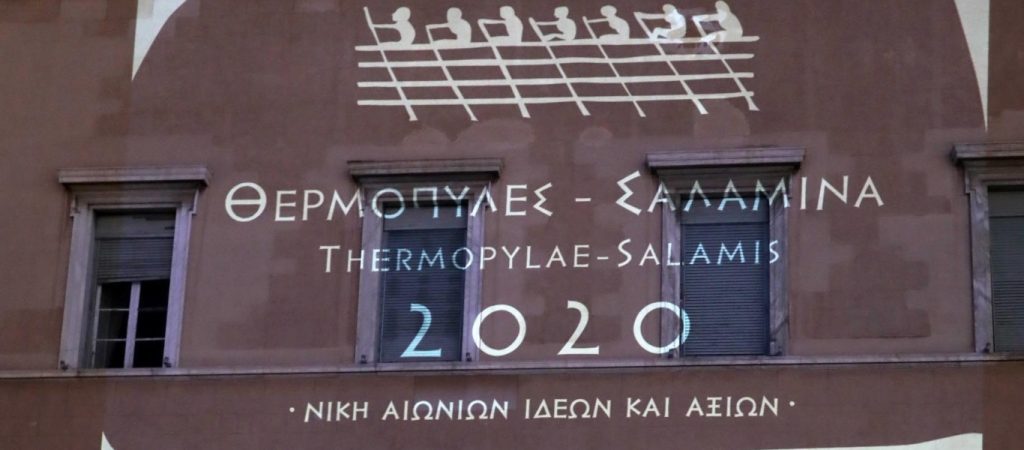 ΘΕΡΜΟΠΥΛΕΣ - ΣΑΛΑΜΙΝΑ
THERMOPYLAE-SALAMIS
2020
· ΝΙΚΗ ΑΙΩΝΙΩΝ ΙΔΕΩΝ ΚΑΙ ΑΞΙΩΝ ·